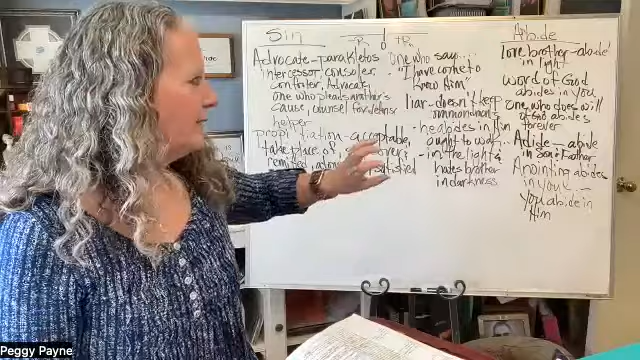 Sin
-R
0
+R
Advocate - parakletos
intercessor, consoler
comforter, Advocate
one who pleads another's
cause, counsel for defense
helper
propitiation - acceptable,
take place of,
remitted,
satisfied
one who say....
"I have come to
know Him"
liar - doesn't keep
commandments
- he abides in Him
ought to walk..
- in the light &
hates brother
in darkness
Abide
love brother - abide
in light
word of God
abides in you
one who does will
of God abides
forever
Abide - abide
in Son & Father
Anointing abides
in you...
You abide in
Him
Peggy Payne